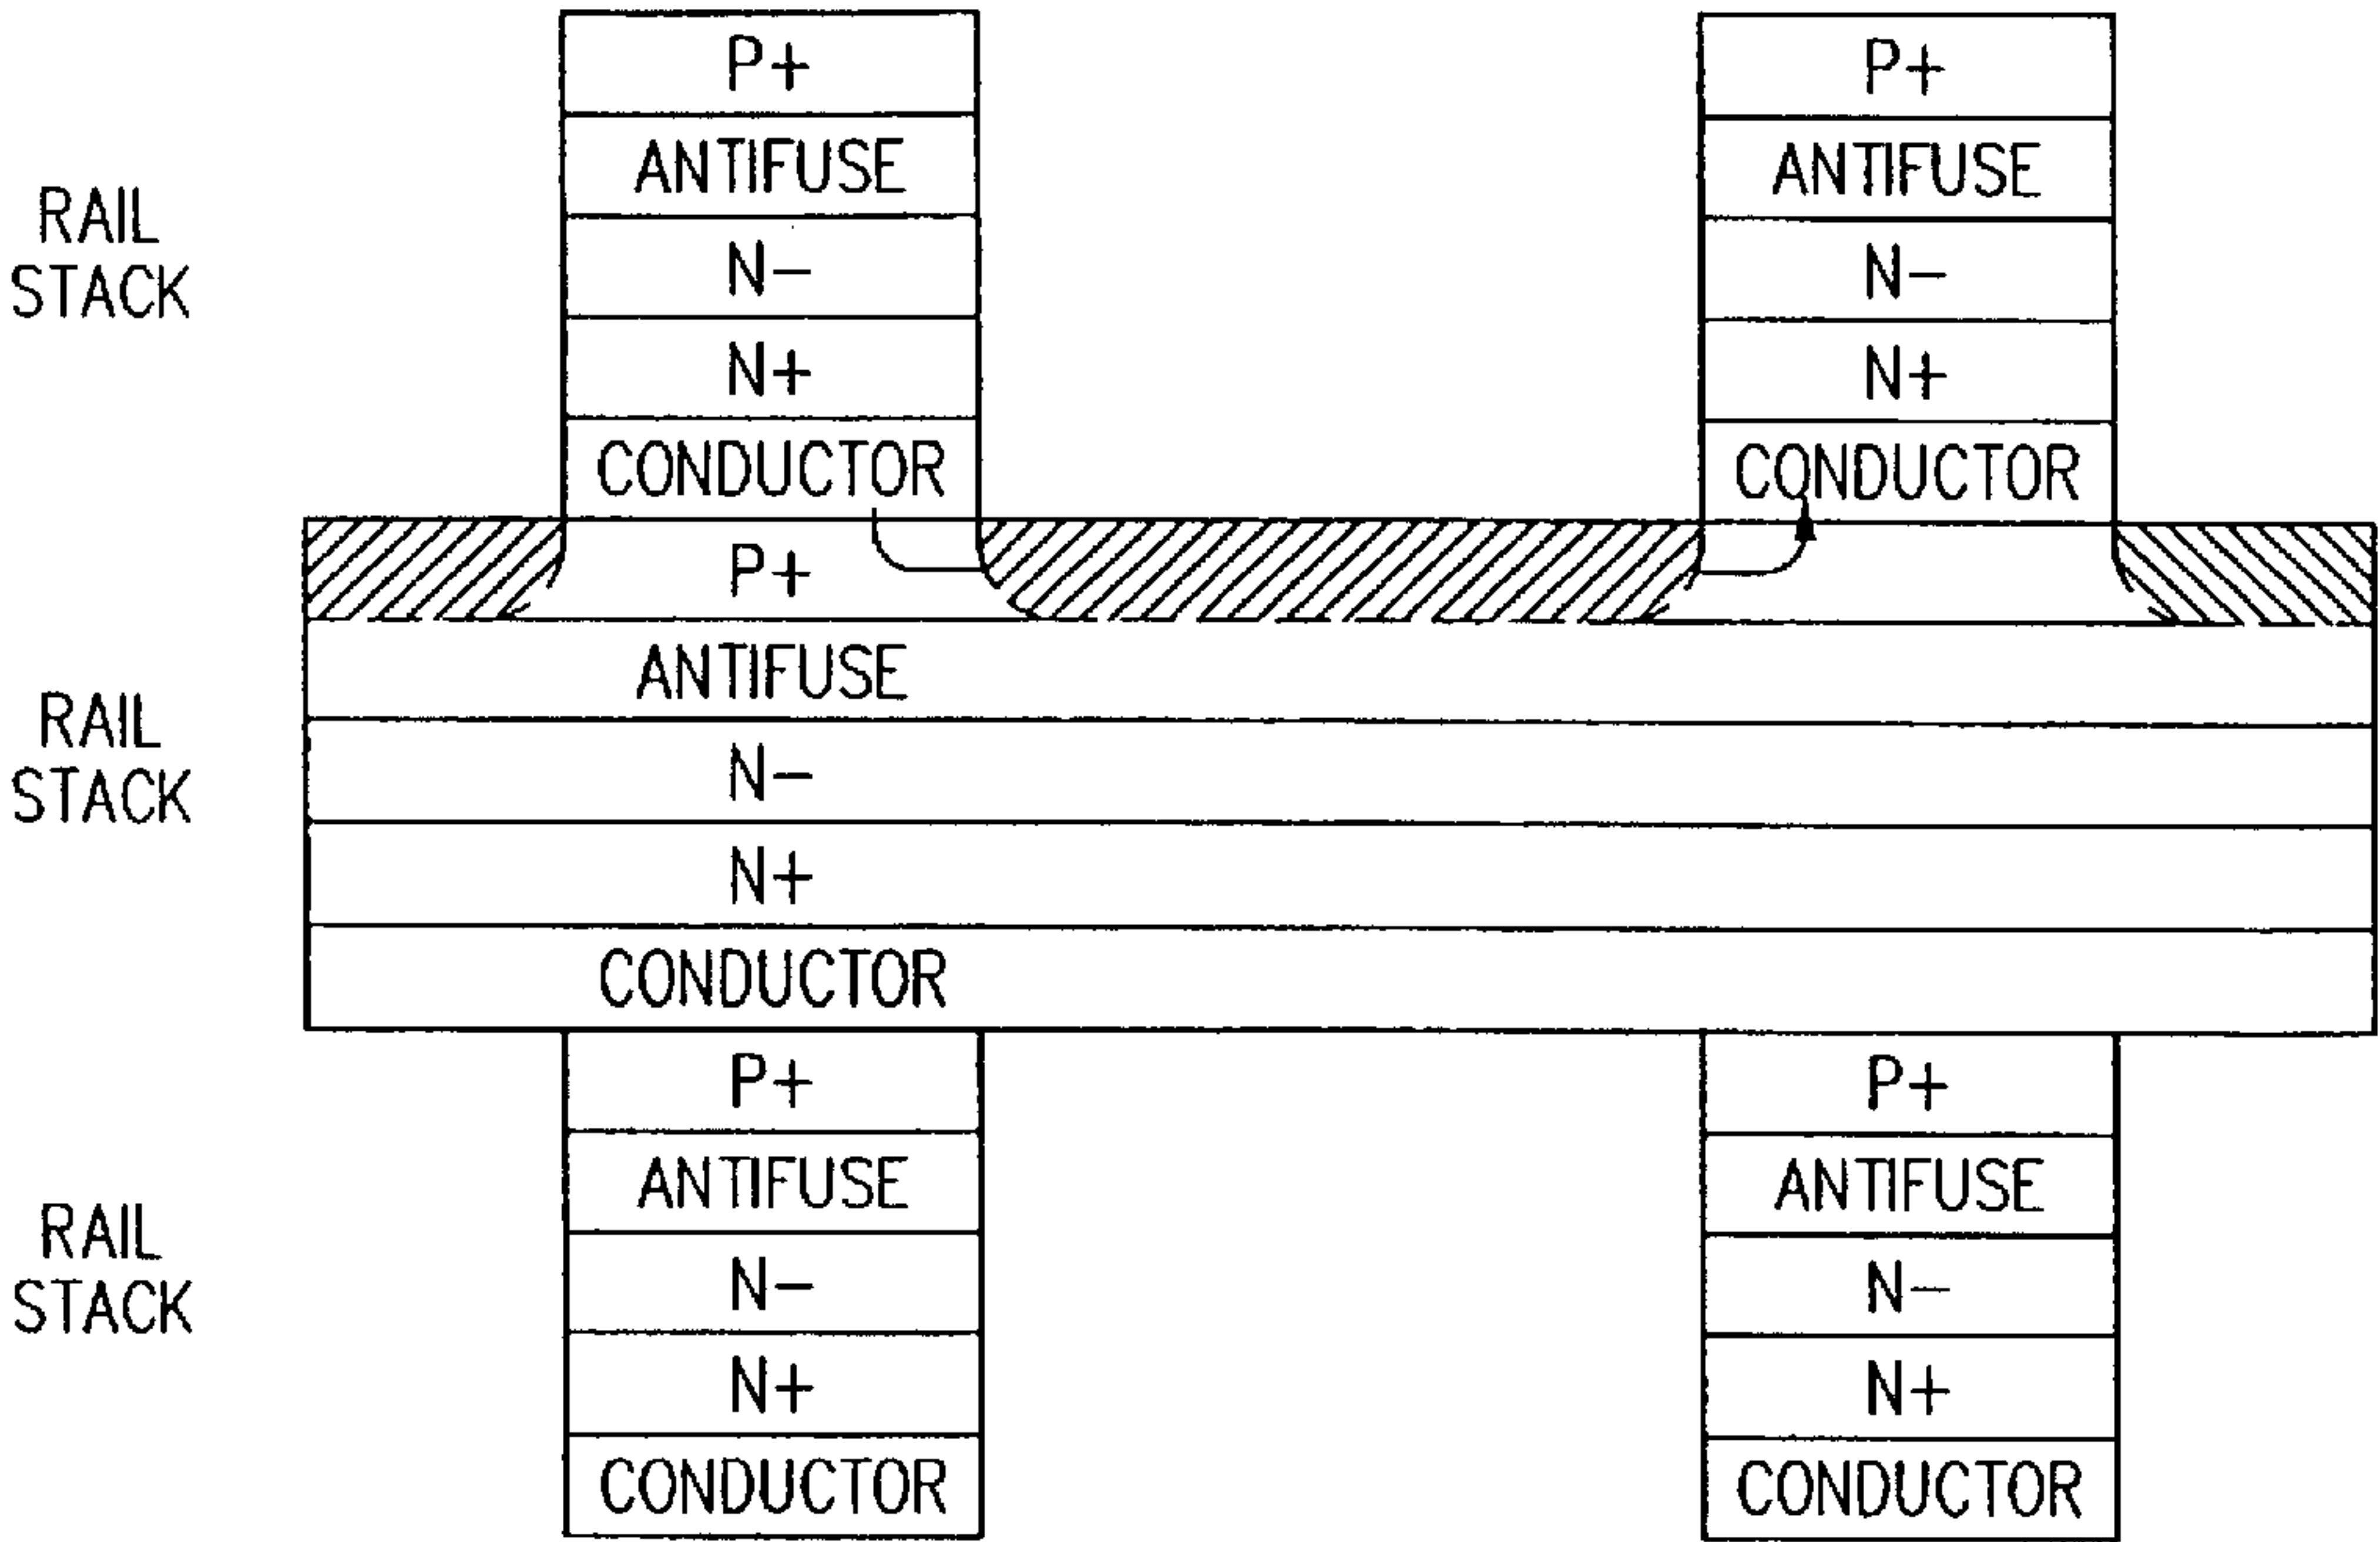 P+ P+
ANTIFUSE ANTIFUSE
RAIL
STACK
N- N-
N+ N+
CONDUCTOR CONDUCTOR
P+
ANTIFUSE
RAIL
STACK
N-
N+
CONDUCTOR
P+ P+
ANTIFUSE ANTIFUSE
RAIL
STACK
N- N-
N+ N+
CONDUCTOR CONDUCTOR